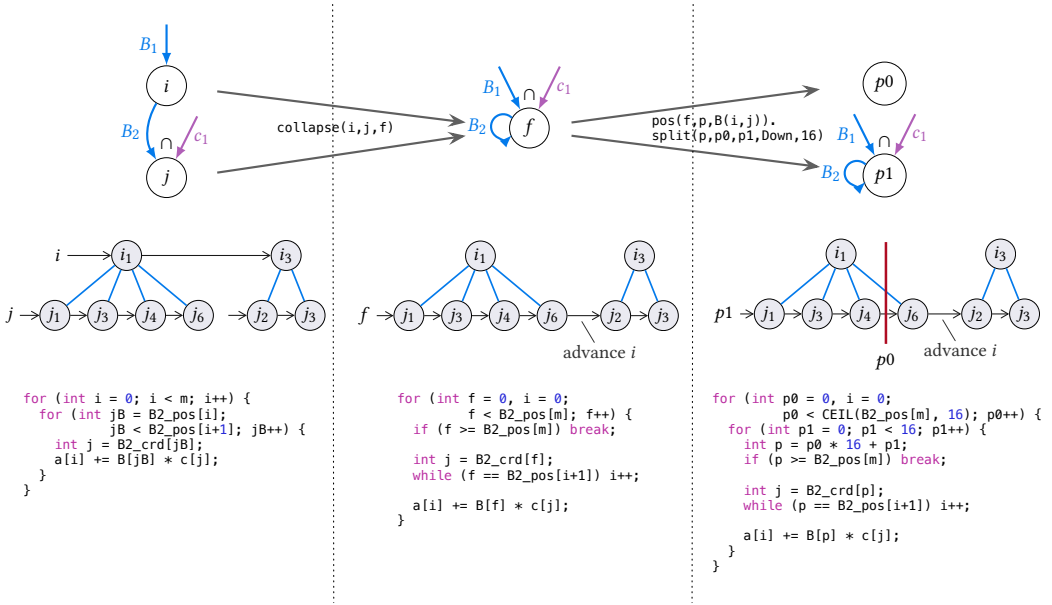 B1
i
B2
∩
c1
j
collapse(i,j,f)
B1
∩
c1
B2
f
pos(f,p,B(i,j)).
split(p,p0,p1,Down,16)
p0
B1
∩
c1
B2
p1
i
i1
i3
j
j1
j3
j4
j6
j2
j3
i1
i3
f
j1
j3
j4
j6
j2
j3
advance i
i1
i3
p1
j1
j3
j4
j6
j2
j3
p0
advance i
for (int i = 0; i < m; i++) {
for (int jB = B2_pos[i];
jB < B2_pos[i+1]; jB++) {
int j = B2_crd[jB];
a[i] += B[jB] * c[j];
}
}
for (int f = 0, i = 0;
f < B2_pos[m]; f++) {
if (f >= B2_pos[m]) break;
int j = B2_crd[f];
while (f == B2_pos[i+1]) i++;
a[i] += B[f] * c[j];
}
for (int p0 = 0, i = 0;
p0 < CEIL(B2_pos[m], 16); p0++) {
for (int p1 = 0; p1 < 16; p1++) {
int p = p0 * 16 + p1;
if (p >= B2_pos[m]) break;
int j = B2_crd[p];
while (p == B2_pos[i+1]) i++;
a[i] += B[p] * c[j];
}
}